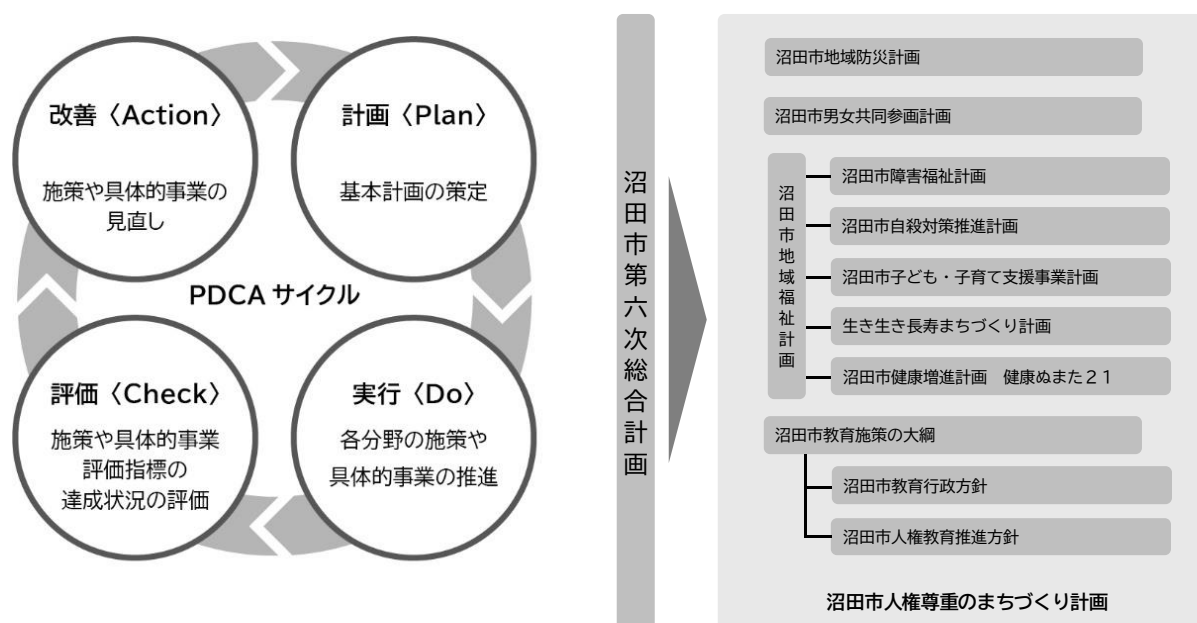 改善〈Action〉
施策や具体的事業の
見直し
計画〈Plan〉
基本計画の策定
PDCA サイクル
評価〈Check〉
施策や具体的事業
評価指標の
達成状況の評価
実行〈Do〉
各分野の施策や
具体的事業の推進
沼田市第六次総合計画
沼田市地域防災計画
沼田市男女共同参画計画
沼田市地域福祉計画
沼田市障害福祉計画
沼田市自殺対策推進計画
沼田市子ども・子育て支援事業計画
生き生き長寿まちづくり計画
沼田市健康増進計画　健康ぬまた２１
沼田市教育施策の大綱
沼田市教育行政方針
沼田市人権教育推進方針
沼田市人権尊重のまちづくり計画